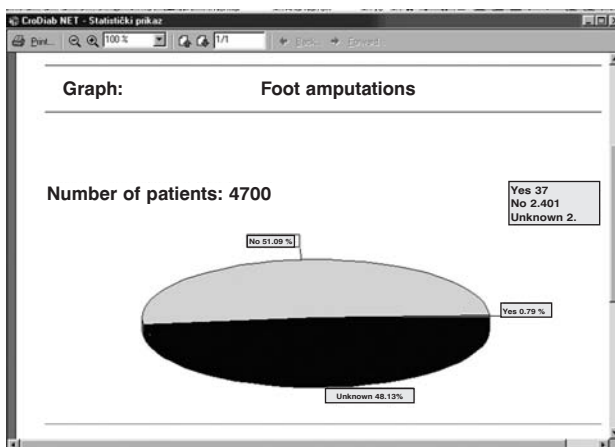 CroDiab NET - Statistički prikaz
Print... 100 % 1/1 Back... Forward...
Graph: Foot amputations
Number of patients: 4700
Yes 37
No 2.401
Unknown 2.
No 51.09 %
Yes 0.79 %
Unknown 48.13%